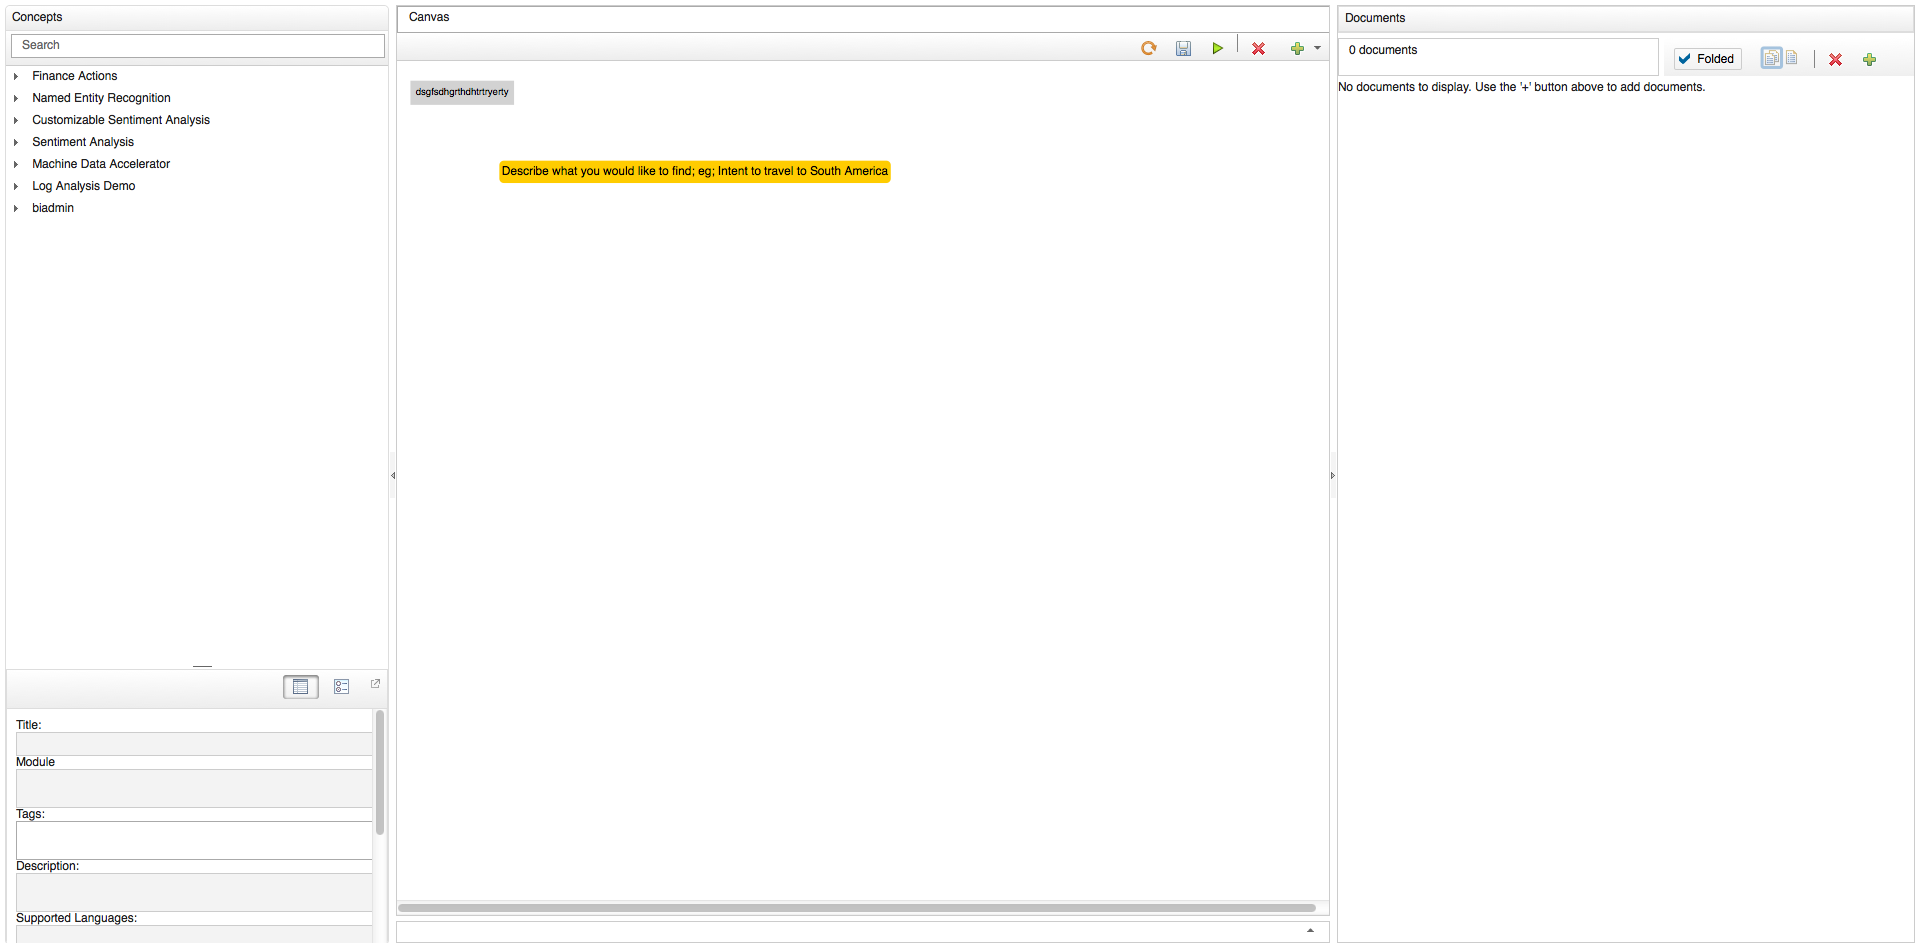 Concepts
Search
Finance Actions
Named Entity Recognition
Customizable Sentiment Analysis
Sentiment Analysis
Machine Data Accelerator
Log Analysis Demo
biadmin
Title:
Module
Tags:
Description:
Supported Languages:
Canvas
dsgfsdhgrthdhtrtryerty
Describe what you would like to find; eg; Intent to travel to South America
Documents
0 documents
Folded
No documents to display. Use the '+' button above to add documents.